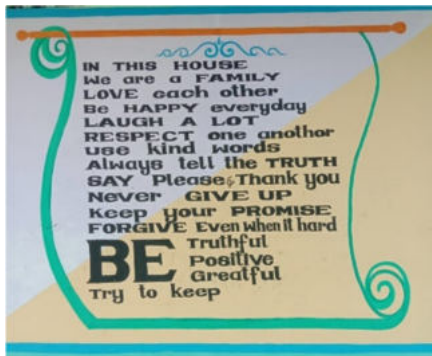 IN THIS HOUSE
We are a FAMILY
LOVE each other
Be HAPPY everyday
LAUGH A LOT
RESPECT one anothor
use kind words
Always tell the TRUTH
SAY Please & Thank you
Never GIVE UP
Keep your PROMISE
FORGIVE Even when it hard
BE Truthful
Positive
Greatful
Try to keep